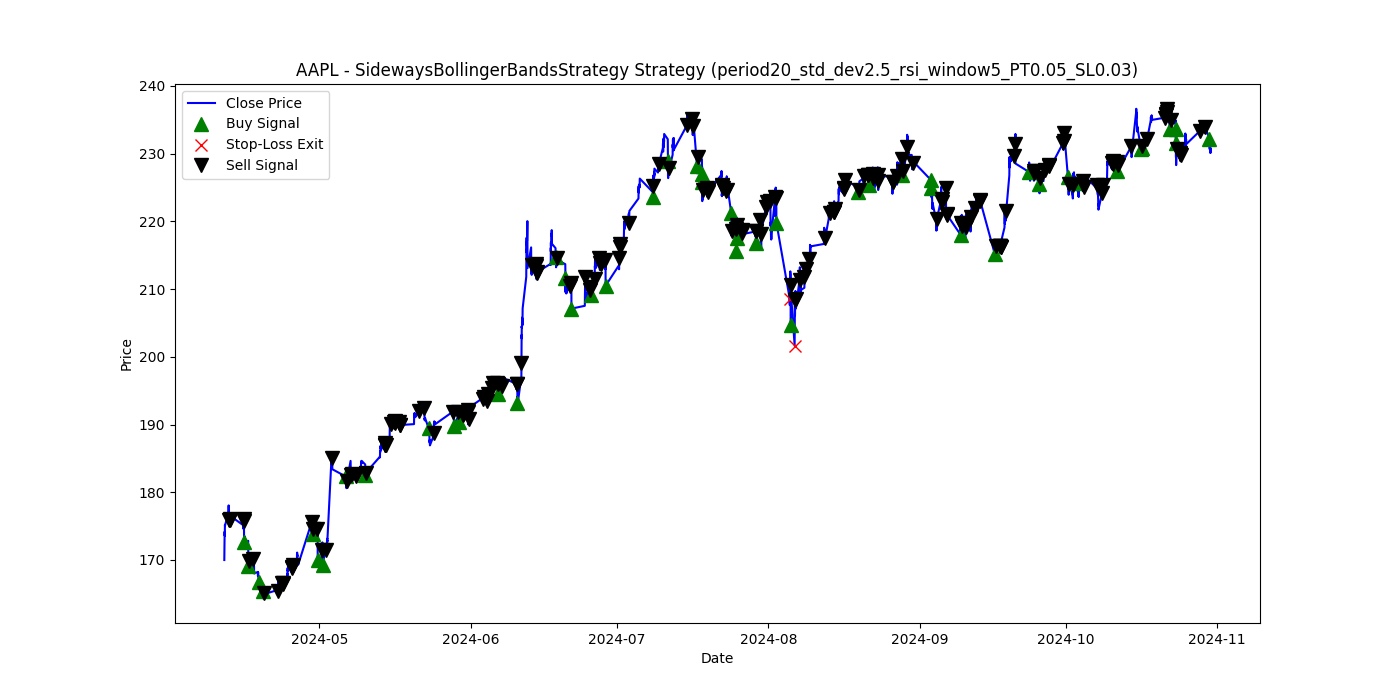 AAPL - SidewaysBollingerBandsStrategy Strategy (period20_std_dev2.5_rsi_window5_PT0.05_SL0.03)
Close Price
Buy Signal
Stop-Loss Exit
Sell Signal
240
230
220
210
200
190
180
170
Price
2024-05 2024-06 2024-07 2024-08 2024-09 2024-10 2024-11
Date